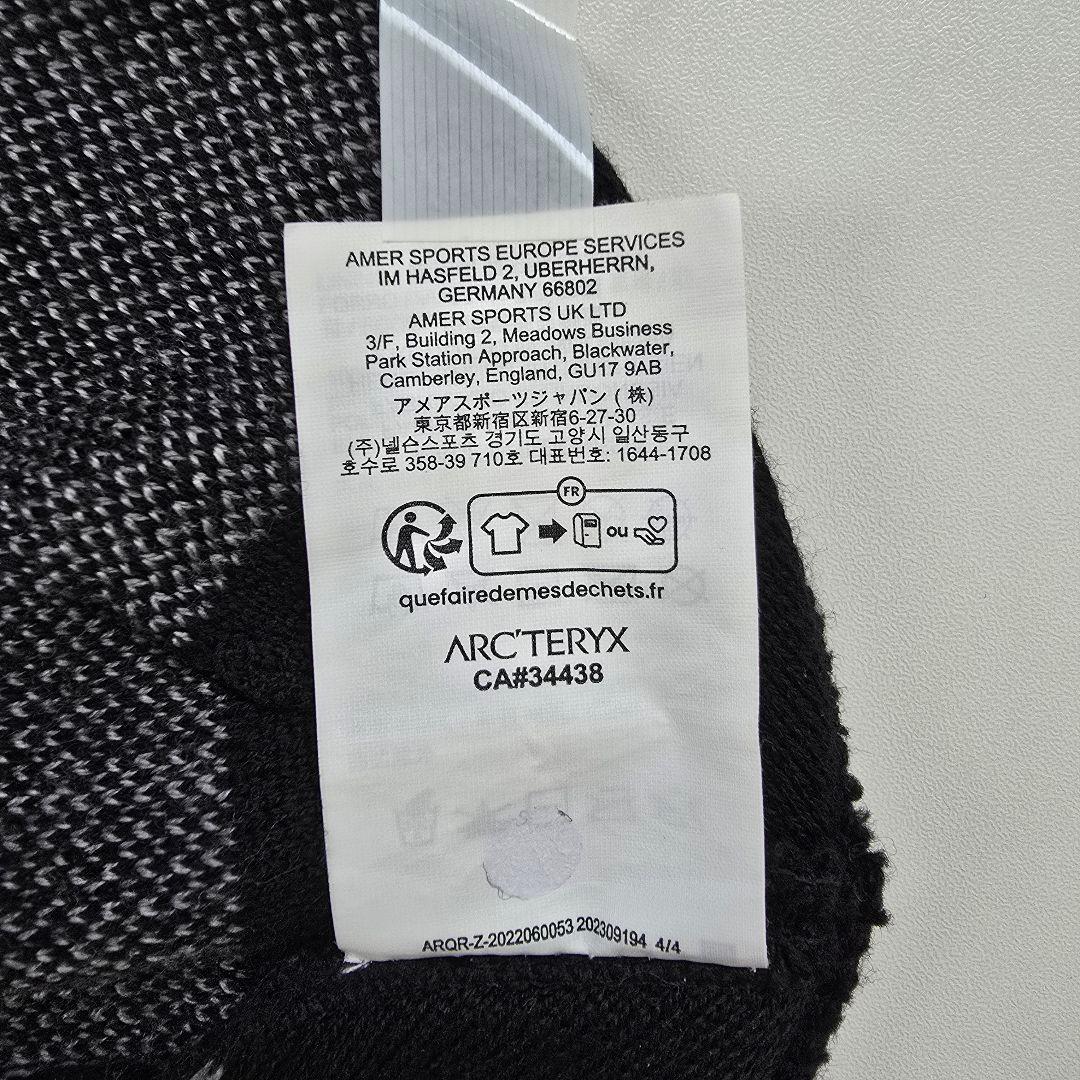 AMER SPORTS EUROPE SERVICES
IM HASFELD 2, UBERHERRN,
GERMANY 66802
AMER SPORTS UK LTD
3/F, Building 2, Meadows Business
Park Station Approach, Blackwater,
Camberley, England, GU17 9AB
アメアスポーツジャパン (株)
東京都新宿区新宿6-27-30
(주)넬슨스포츠 경기도 고양시 일산동구
호수로 358-39 710호 대표번호: 1644-1708
FR
ou
quefairedemesdechets.fr
ARC'TERYX
CA#34438
ARQR-Z-2022060053 202309194 4/4